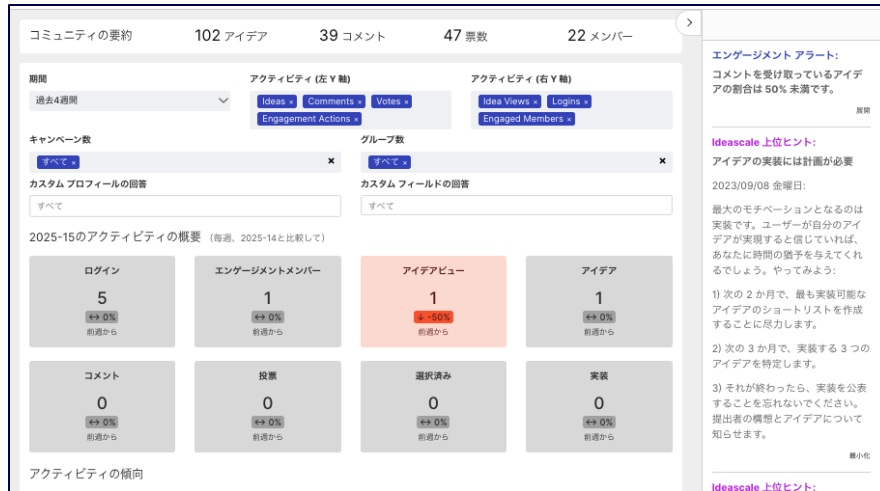 コミュニティの要約 102 アイデア 39 コメント 47 票数 22 メンバー
期間
過去4週間
アクティビティ (左 Y 軸)
Ideas × Comments × Votes ×
Engagement Actions ×
アクティビティ (右 Y 軸)
Idea Views × Logins ×
Engaged Members ×
キャンペーン数
すべて × ×
グループ数
すべて × ×
カスタム プロフィールの回答
すべて
カスタム フィールドの回答
すべて
2025-15のアクティビティの概要 (毎週、2025-14と比較して)
ログイン
5
↔ 0%
前週から
エンゲージメントメンバー
1
↔ 0%
前週から
アイデアビュー
1
↓ -50%
前週から
アイデア
1
↔ 0%
前週から
コメント
0
↔ 0%
前週から
投票
0
↔ 0%
前週から
選択済み
0
↔ 0%
前週から
実装
0
↔ 0%
前週から
アクティビティの傾向
エンゲージメント アラート:
コメントを受け取っているアイデ
アの割合は 50% 未満です。
展開
Ideascale 上位ヒント:
アイデアの実装には計画が必要
2023/09/08 金曜日:
最大のモチベーションとなるのは
実装です。ユーザーが自分のアイ
デアが実現すると信じていれば、
あなたに時間の猶予を与えてくれ
るでしょう。やってみよう:
1) 次の 2 か月で、最も実装可能な
アイデアのショートリストを作成
することに尽力します。
2) 次の 3 か月で、実装する 3 つの
アイデアを特定します。
3) それが終わったら、実装を公表
することを忘れないでください。
提出者の構想とアイデアについて
知らせます。
最小化
Ideascale 上位ヒント: